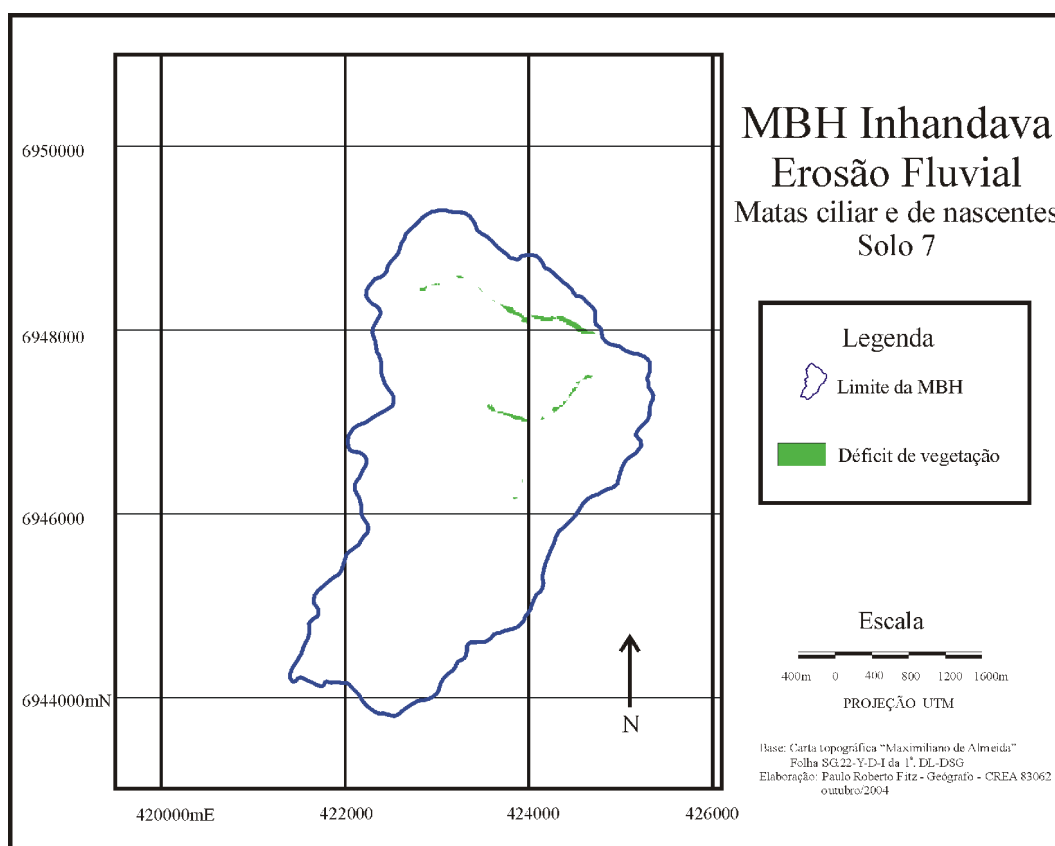 MBH Inhandava
Erosão Fluvial
Matas ciliar e de nascentes
Solo 7
6950000
6948000
6946000
6944000mN
420000mE
422000
424000
426000
N
Legenda
Limite da MBH
Déficit de vegetação
Escala
400m 0 400 800 1200 1600m
PROJEÇÃO UTM
Base: Carta topográfica "Maximiliano de Almeida"
Folha SG.22-Y-D-I da 1ª. DL-DSG
Elaboração: Paulo Roberto Fitz - Geógrafo - CREA 83062
outubro/2004